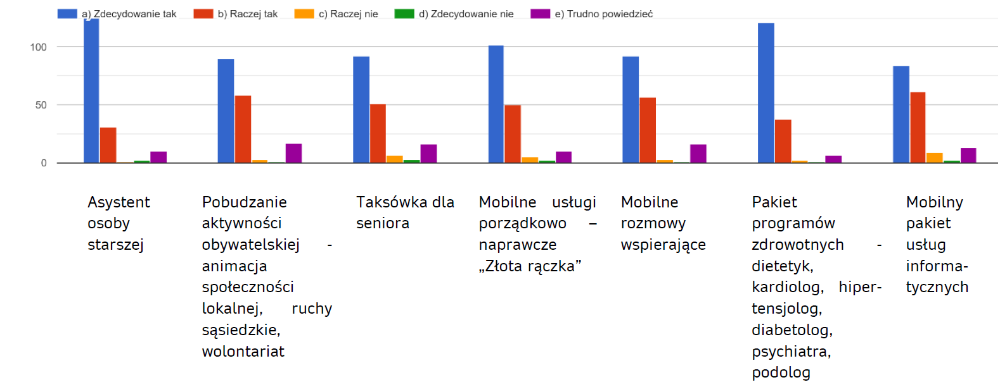 a) Zdecydowanie tak b) Raczej tak c) Raczej nie d) Zdecydowanie nie e) Trudno powiedzieć
100
50
0
Asystent
osoby
starszej
Pobudzanie
aktywności
obywatelskiej -
animacja
społeczności
lokalnej, ruchy
sąsiedzkie,
wolontariat
Taksówka dla
seniora
Mobilne usługi
porządkowo –
naprawcze
„Złota rączka”
Mobilne
rozmowy
wspierające
Pakiet
programów
zdrowotnych -
dietetyk,
kardiolog, hiper-
tensjolog,
diabetolog,
psychiatra,
podolog
Mobilny
pakiet
usług
informa-
tycznych